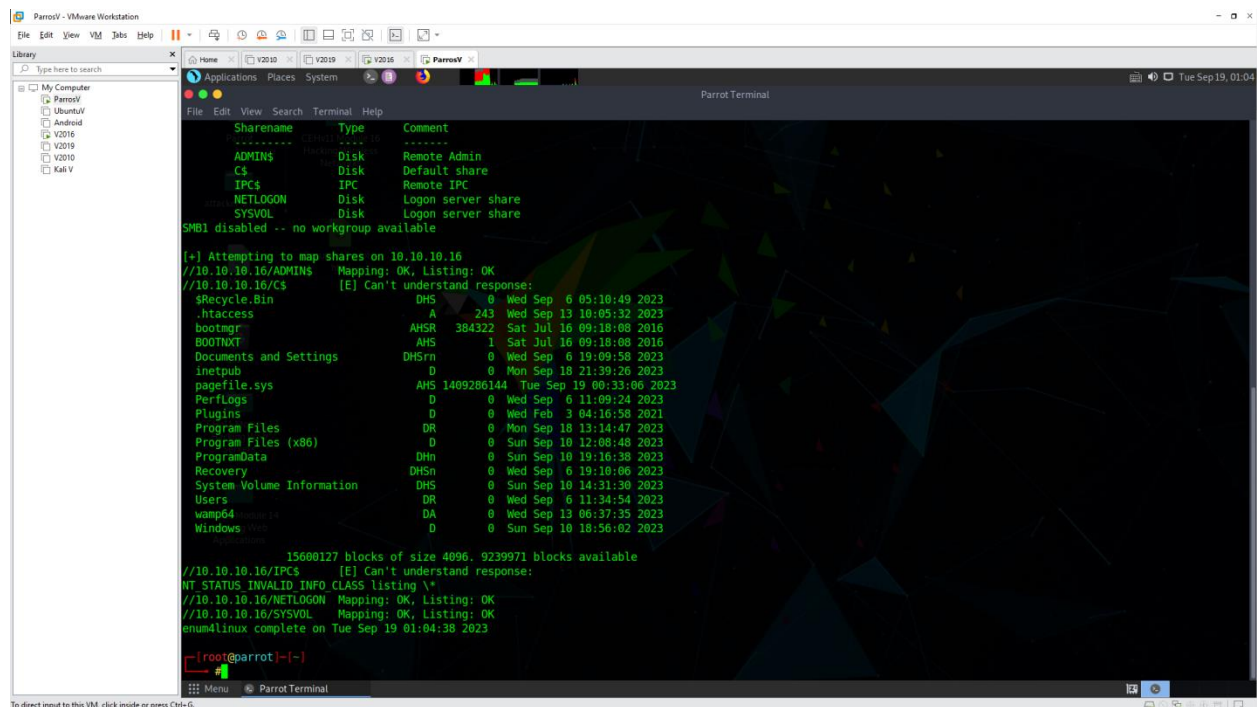 ParrosV - VMware Workstation
File Edit View VM Tabs Help
Library
Type here to search
My Computer
ParrosV
UbuntuV
Android
V2016
V2019
V2010
Kali V
Home V2010 V2019 V2016 ParrosV
Applications Places System Tue Sep 19, 01:04
Parrot Terminal
File Edit View Search Terminal Help
Sharename Type Comment
--------- ---- -------
ADMIN$ Disk Remote Admin
C$ Disk Default share
IPC$ IPC Remote IPC
NETLOGON Disk Logon server share
SYSVOL Disk Logon server share
SMB1 disabled -- no workgroup available
[+] Attempting to map shares on 10.10.10.16
//10.10.10.16/ADMIN$ Mapping: OK, Listing: OK
//10.10.10.16/C$ [E] Can't understand response:
$Recycle.Bin DHS 0 Wed Sep 6 05:10:49 2023
.htaccess A 243 Wed Sep 13 10:05:32 2023
bootmgr AHSR 384322 Sat Jul 16 09:18:08 2016
BOOTNXT AHS 1 Sat Jul 16 09:18:08 2016
Documents and Settings DHSrn 0 Wed Sep 6 19:09:58 2023
inetpub D 0 Mon Sep 18 21:39:26 2023
pagefile.sys AHS 1409286144 Tue Sep 19 00:33:06 2023
PerfLogs D 0 Wed Sep 6 11:09:24 2023
Plugins D 0 Wed Feb 3 04:16:58 2021
Program Files DR 0 Mon Sep 18 13:14:47 2023
Program Files (x86) D 0 Sun Sep 10 12:08:48 2023
ProgramData DHn 0 Sun Sep 10 19:16:38 2023
Recovery DHSn 0 Wed Sep 6 19:10:06 2023
System Volume Information DHS 0 Sun Sep 10 14:31:30 2023
Users DR 0 Wed Sep 6 11:34:54 2023
wamp64 DA 0 Wed Sep 13 06:37:35 2023
Windows D 0 Sun Sep 10 18:56:02 2023
15600127 blocks of size 4096. 9239971 blocks available
//10.10.10.16/IPC$ [E] Can't understand response:
NT_STATUS_INVALID_INFO_CLASS listing \*
//10.10.10.16/NETLOGON Mapping: OK, Listing: OK
//10.10.10.16/SYSVOL Mapping: OK, Listing: OK
enum4linux complete on Tue Sep 19 01:04:38 2023
[root@parrot]─[~]
#
Menu Parrot Terminal
To direct input to this VM, click inside or press Ctrl+G.